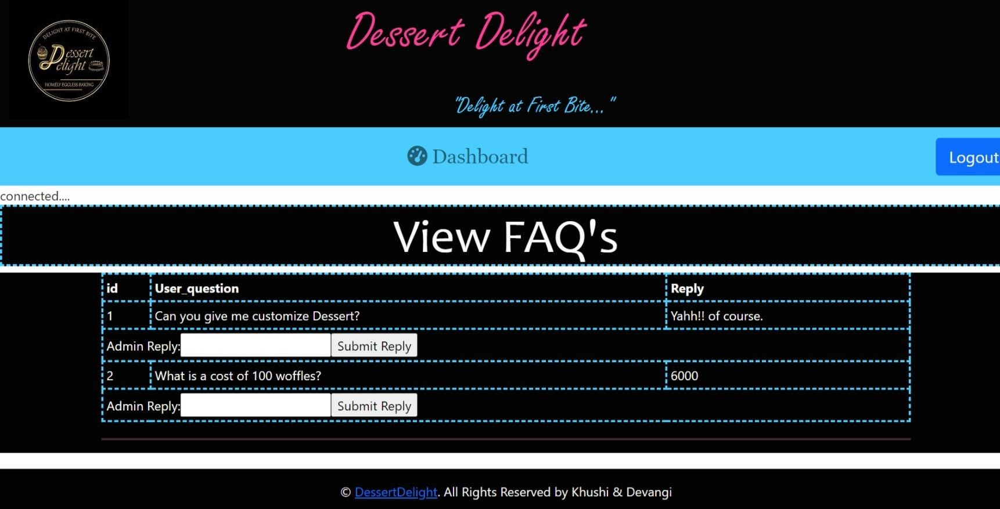 DELIGHT AT FIRST BITE
Dessert
Delight
HOMELY EGGLESS BAKING
Dessert Delight
"Delight at First Bite... "
Dashboard
Logout
connected....
View FAQ's
id User_question Reply
1 Can you give me customize Dessert? Yahh!! of course.
Admin Reply: Submit Reply
2 What is a cost of 100 woffles? 6000
Admin Reply: Submit Reply
© DessertDelight. All Rights Reserved by Khushi & Devangi